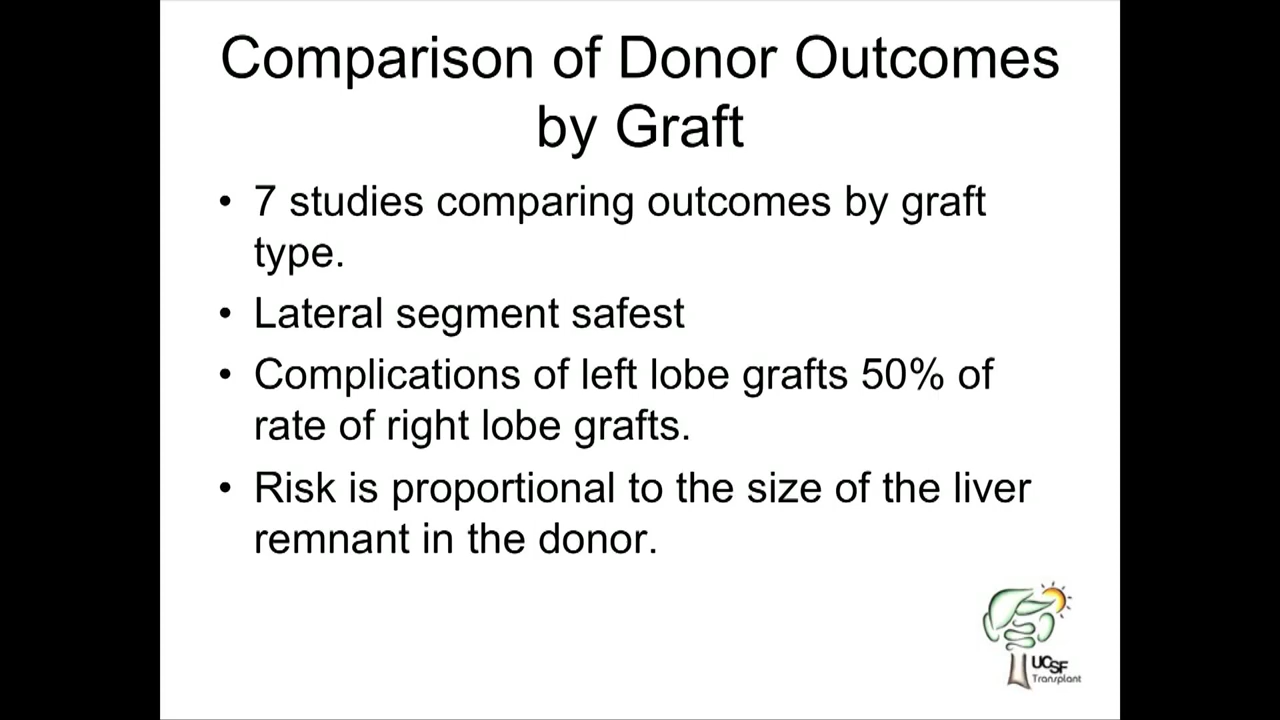 Comparison of Donor Outcomes
by Graft
• 7 studies comparing outcomes by graft
type.
• Lateral segment safest
• Complications of left lobe grafts 50% of
rate of right lobe grafts.
• Risk is proportional to the size of the liver
remnant in the donor.
UCSF
Transplant